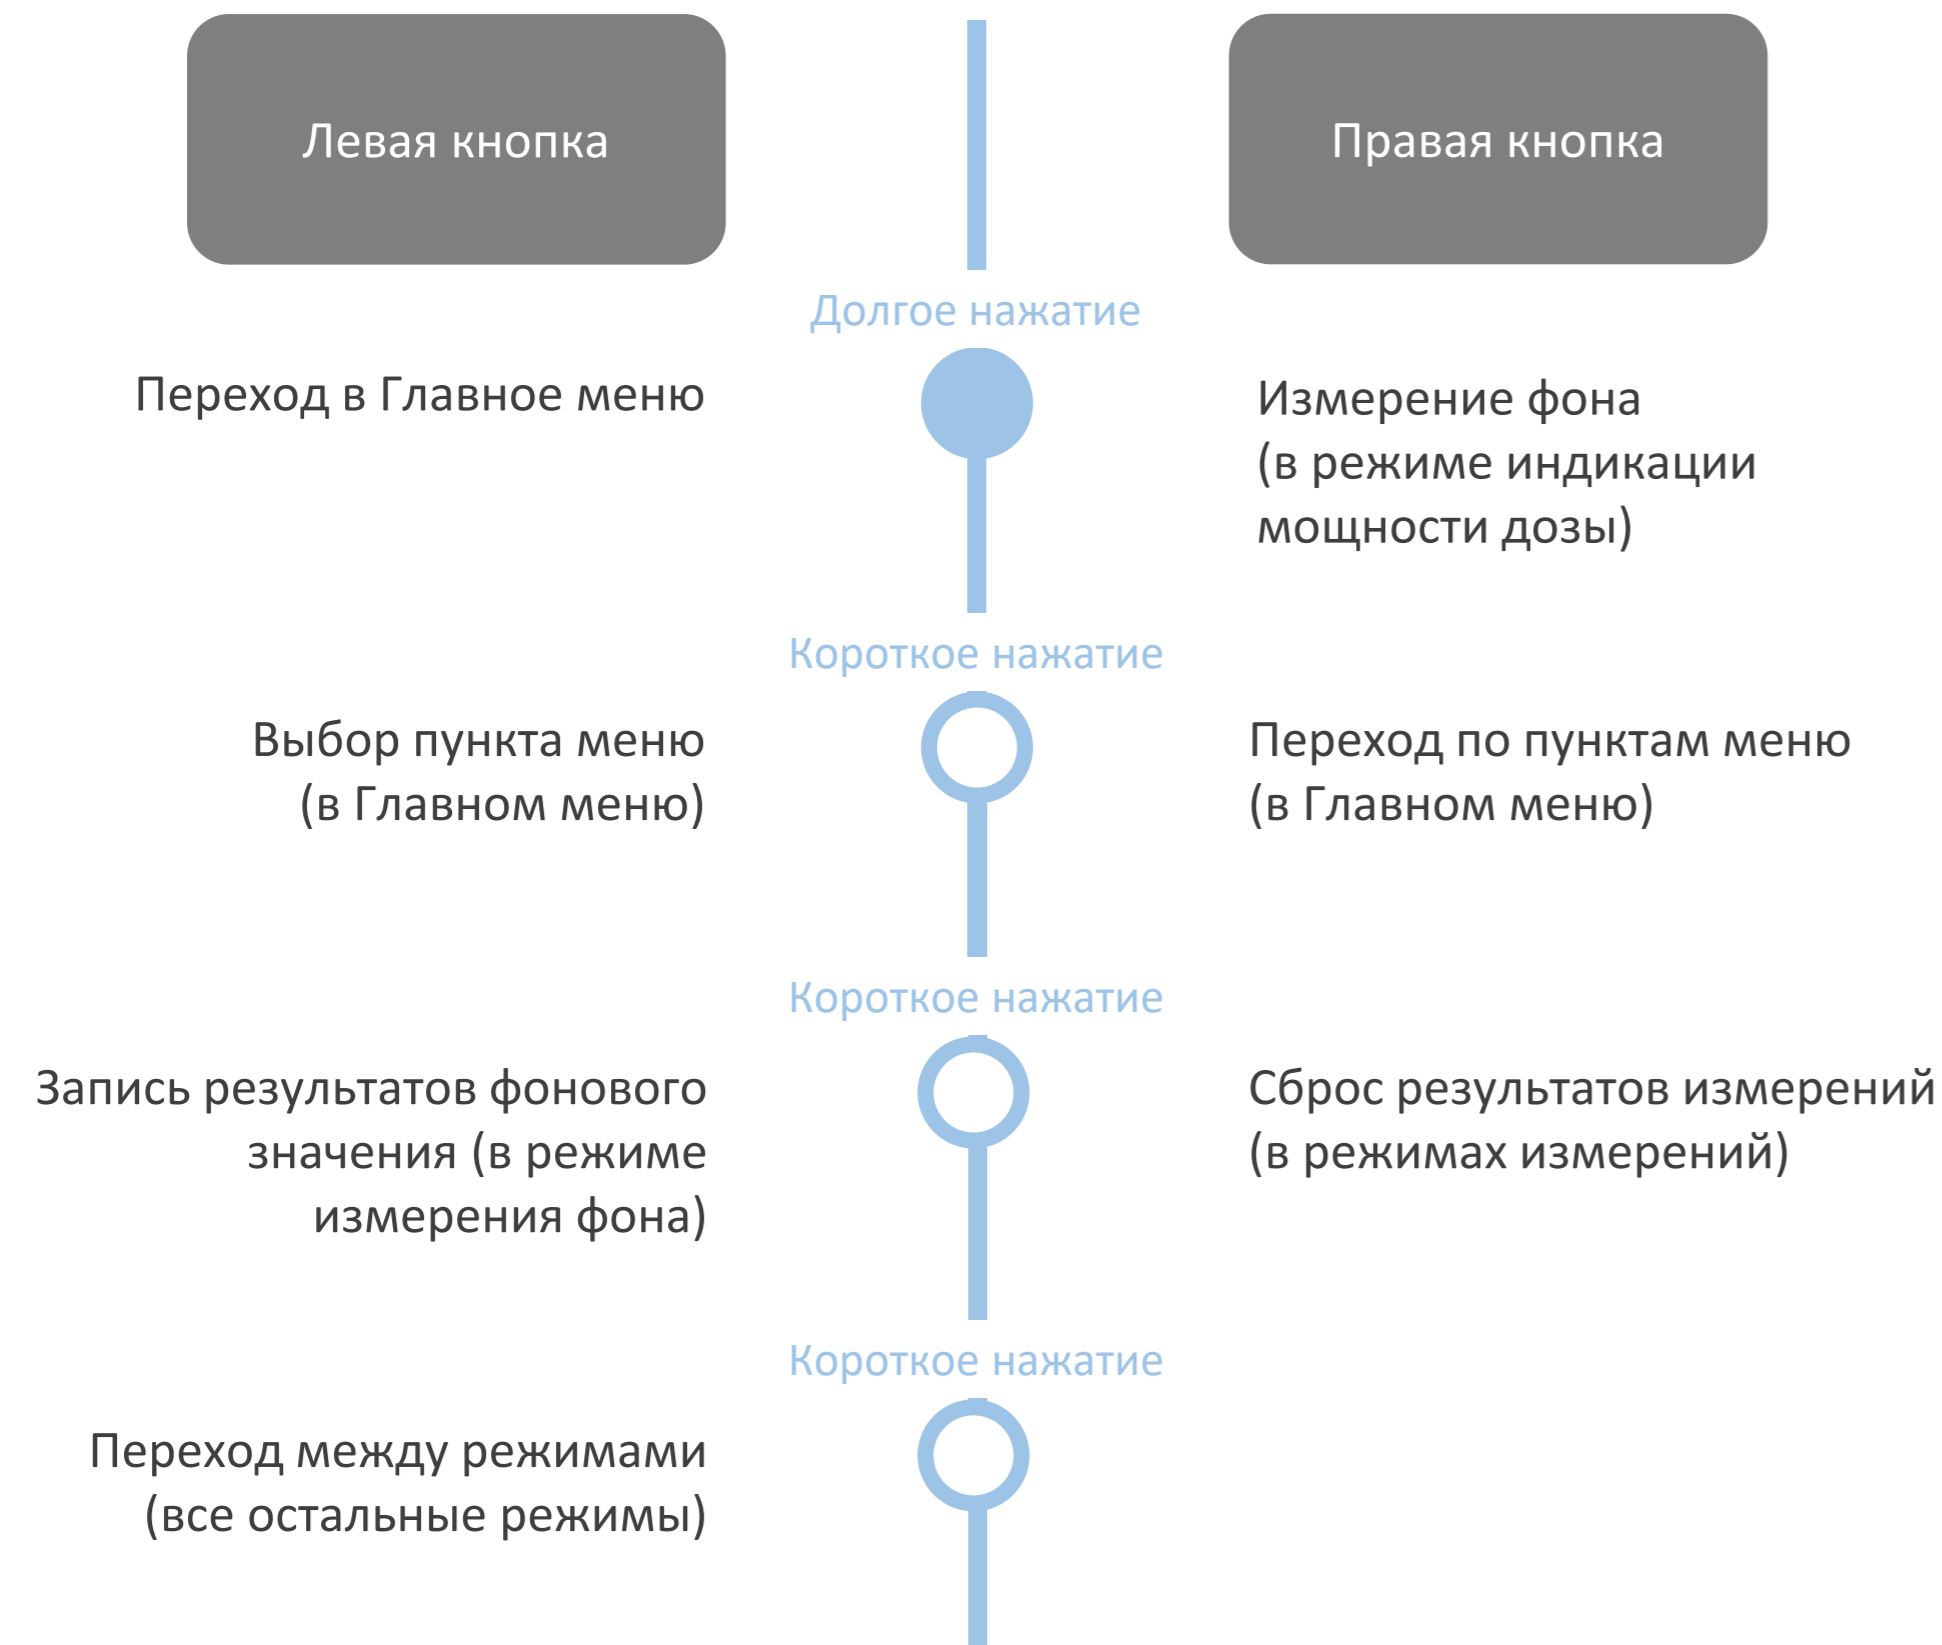 Левая кнопка
Правая кнопка
Долгое нажатие
Переход в Главное меню
Измерение фона
(в режиме индикации
мощности дозы)
Короткое нажатие
Выбор пункта меню
(в Главном меню)
Переход по пунктам меню
(в Главном меню)
Короткое нажатие
Запись результатов фонового
значения (в режиме
измерения фона)
Сброс результатов измерений
(в режимах измерений)
Короткое нажатие
Переход между режимами
(все остальные режимы)